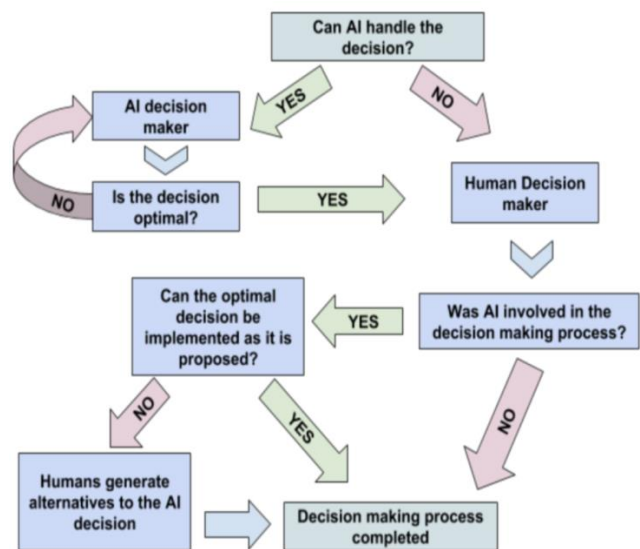 Can AI handle the
decision?
YES
NO
AI decision
maker
Is the decision
optimal?
NO
YES
Human Decision
maker
Can the optimal
decision be
implemented as it is
proposed?
YES
Was AI involved in the
decision making process?
NO
YES
NO
Humans generate
alternatives to the AI
decision
Decision making process
completed